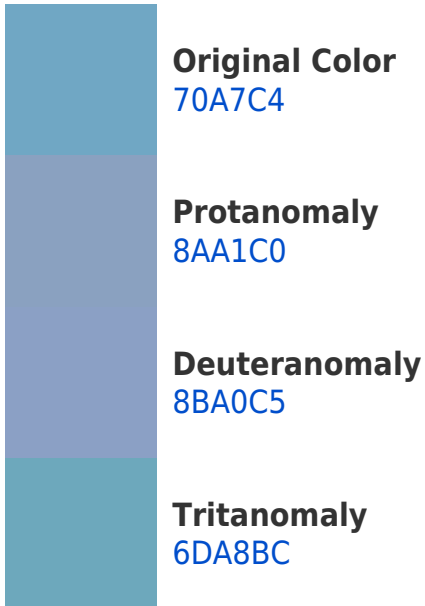 Original Color
70A7C4
Protanomaly
8AA1C0
Deuteranomaly
8BA0C5
Tritanomaly
6DA8BC